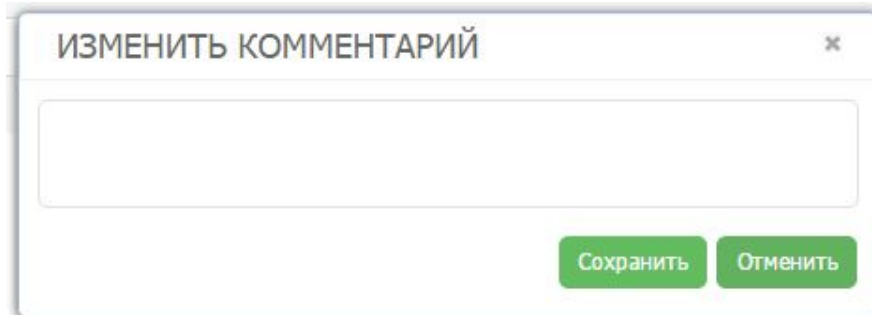 ИЗМЕНИТЬ КОММЕНТАРИЙ
Сохранить Отменить